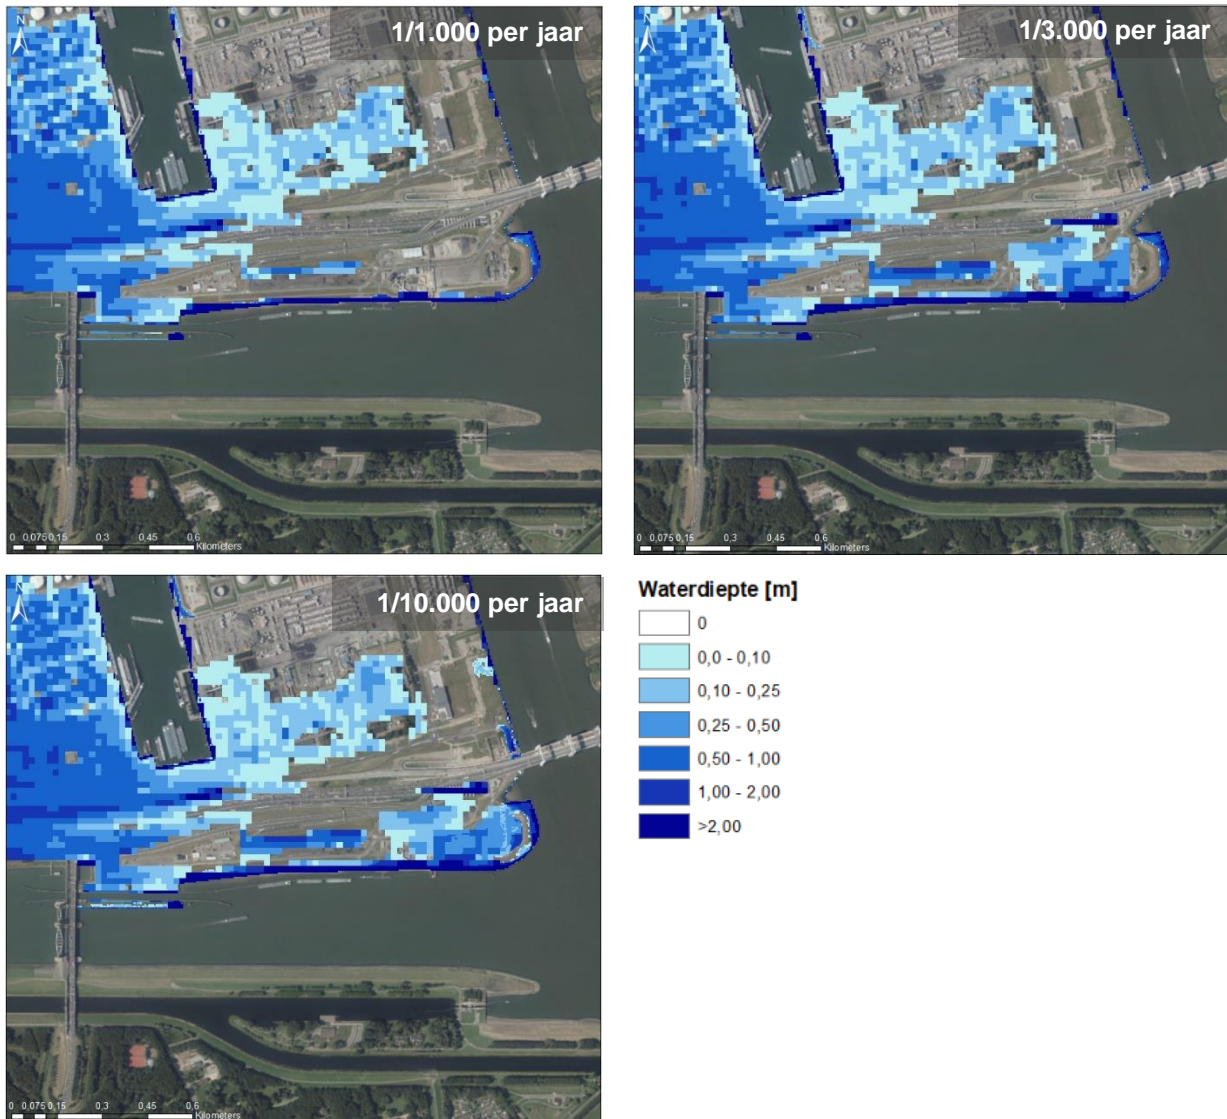 N
1/1.000 per jaar
0 0,075 0,15 0,3 0,45 0,6
Kilometers
N
1/3.000 per jaar
0 0,075 0,15 0,3 0,45 0,6
Kilometers
N
1/10.000 per jaar
0 0,075 0,15 0,3 0,45 0,6
Kilometers
Waterdiepte [m]
0
0,0 - 0,10
0,10 - 0,25
0,25 - 0,50
0,50 - 1,00
1,00 - 2,00
>2,00